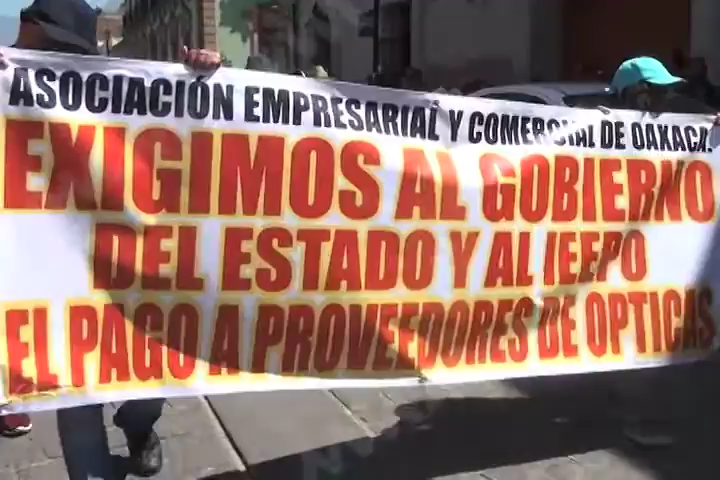 ASOCIACIÓN EMPRESARIAL Y COMERCIAL DE OAXACA.
EXIGIMOS AL GOBIERNO
DEL ESTADO Y AL IEEPO
EL PAGO A PROVEEDORES DE OPTICAS